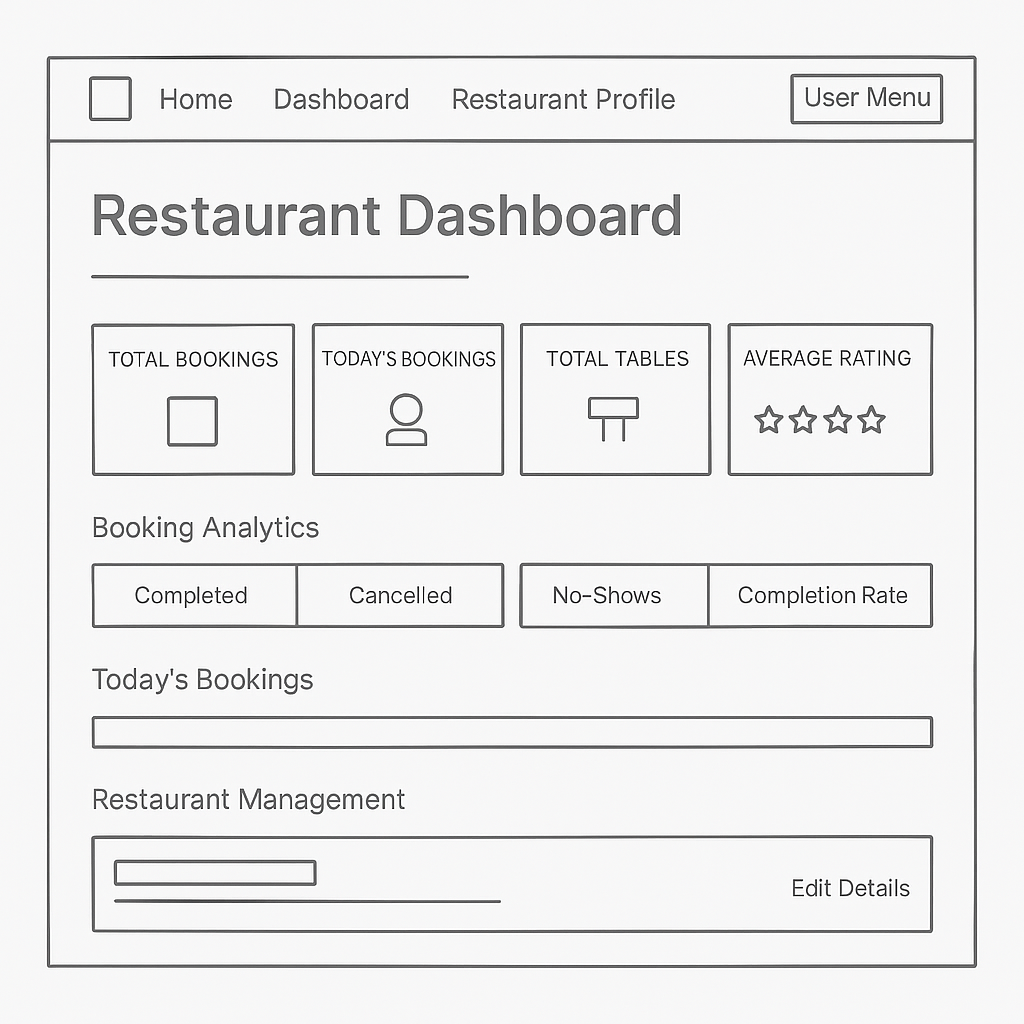 Home Dashboard Restaurant Profile User Menu
Restaurant Dashboard
TOTAL BOOKINGS TODAY'S BOOKINGS TOTAL TABLES AVERAGE RATING
Booking Analytics
Completed Cancelled No-Shows Completion Rate
Today's Bookings
Restaurant Management
Edit Details